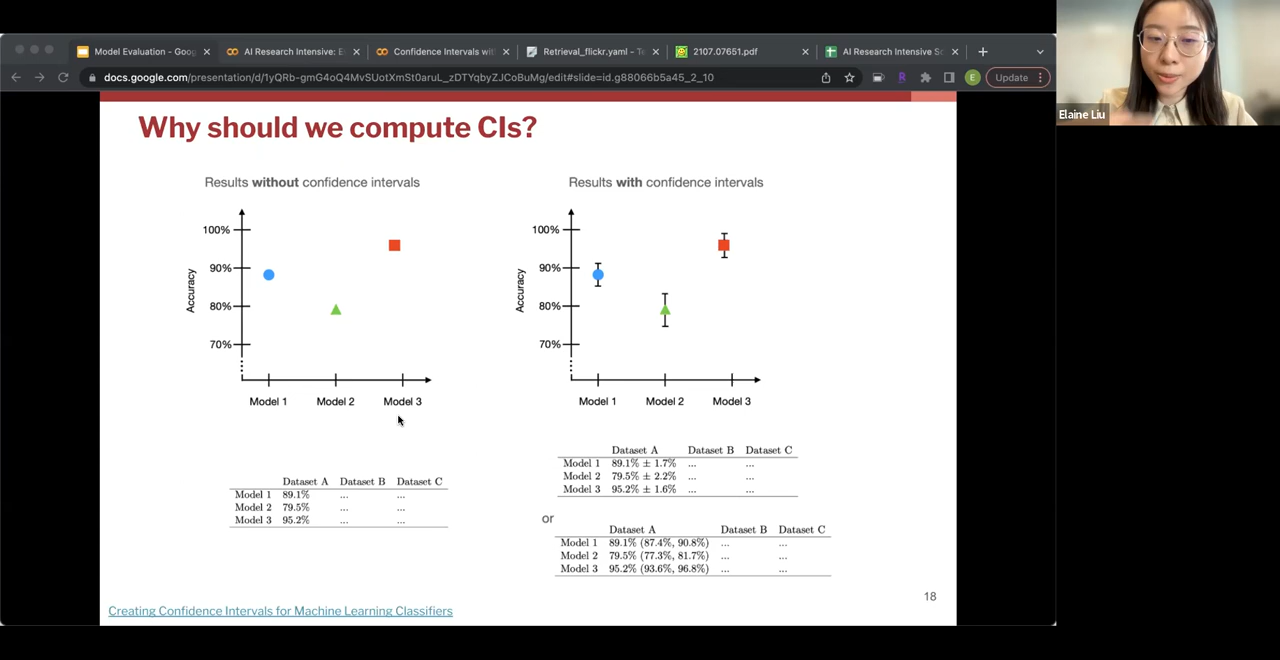 Model Evaluation - Goog
AI Research Intensive: E
Confidence Intervals wit
Retrieval_flickr.yaml - Te
2107.07651.pdf
AI Research Intensive Sc
docs.google.com/presentation/d/1yQRb-gmG4oQ4MvSUotXmSt0aruL_zDTYqbyZJCoBuMg/edit#slide=id.g88066b5a45_2_10
R
E
Update
Elaine Liu
Why should we compute CIs?
Results without confidence intervals
100%
90%
80%
70%
Accuracy
Model 1 Model 2 Model 3
Dataset A Dataset B Dataset C
Model 1 89.1% ... ...
Model 2 79.5% ... ...
Model 3 95.2% ... ...
Results with confidence intervals
100%
90%
80%
70%
Accuracy
Model 1 Model 2 Model 3
Dataset A Dataset B Dataset C
Model 1 89.1% ± 1.7% ... ...
Model 2 79.5% ± 2.2% ... ...
Model 3 95.2% ± 1.6% ... ...
or
Dataset A Dataset B Dataset C
Model 1 89.1% (87.4%, 90.8%) ... ...
Model 2 79.5% (77.3%, 81.7%) ... ...
Model 3 95.2% (93.6%, 96.8%) ... ...
18
Creating Confidence Intervals for Machine Learning Classifiers